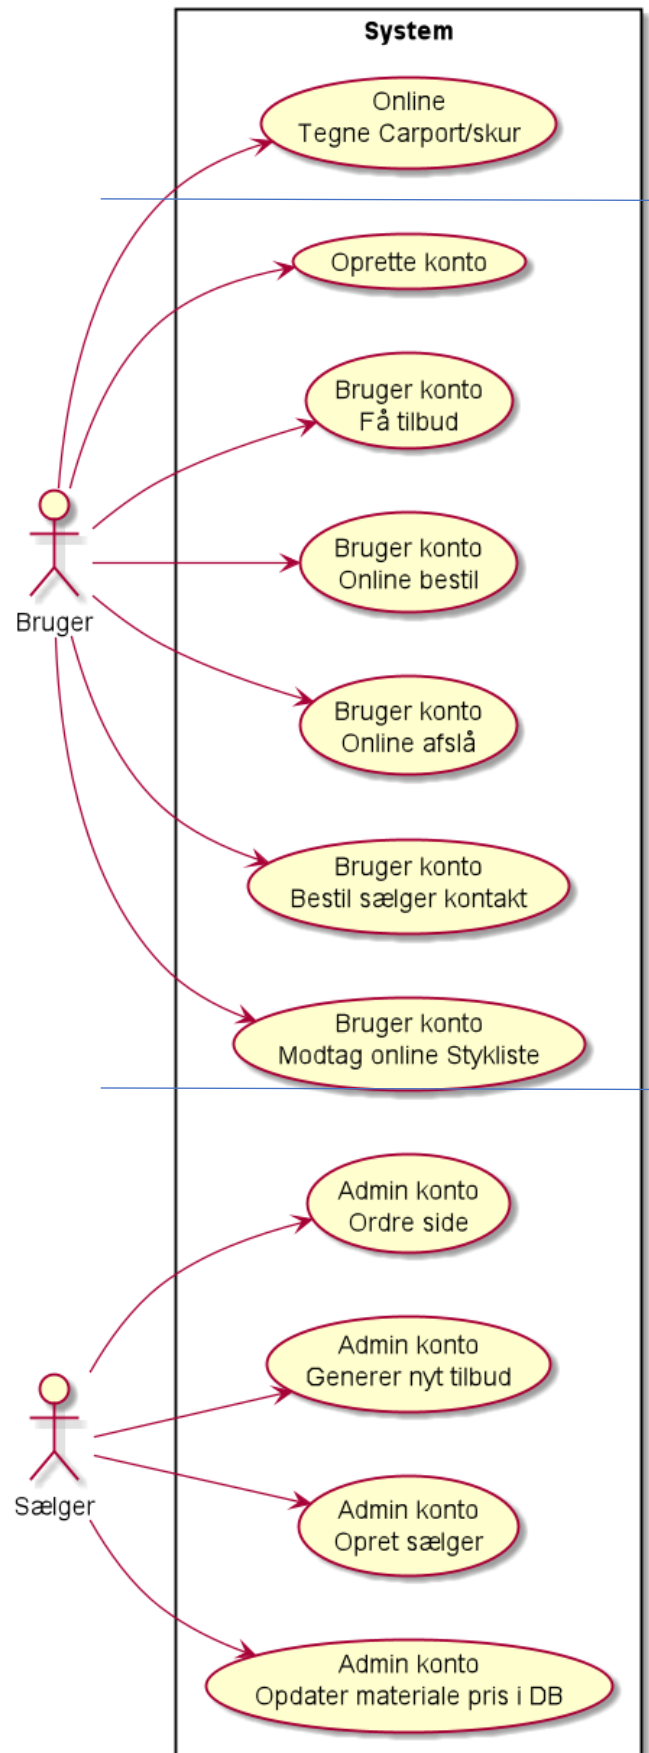 System
Online
Tegne Carport/skur
Oprette konto
Bruger konto
Få tilbud
Bruger konto
Online bestil
Bruger
Bruger konto
Online afslå
Bruger konto
Bestil sælger kontakt
Bruger konto
Modtag online Stykliste
Admin konto
Ordre side
Admin konto
Generer nyt tilbud
Sælger
Admin konto
Opret sælger
Admin konto
Opdater materiale pris i DB